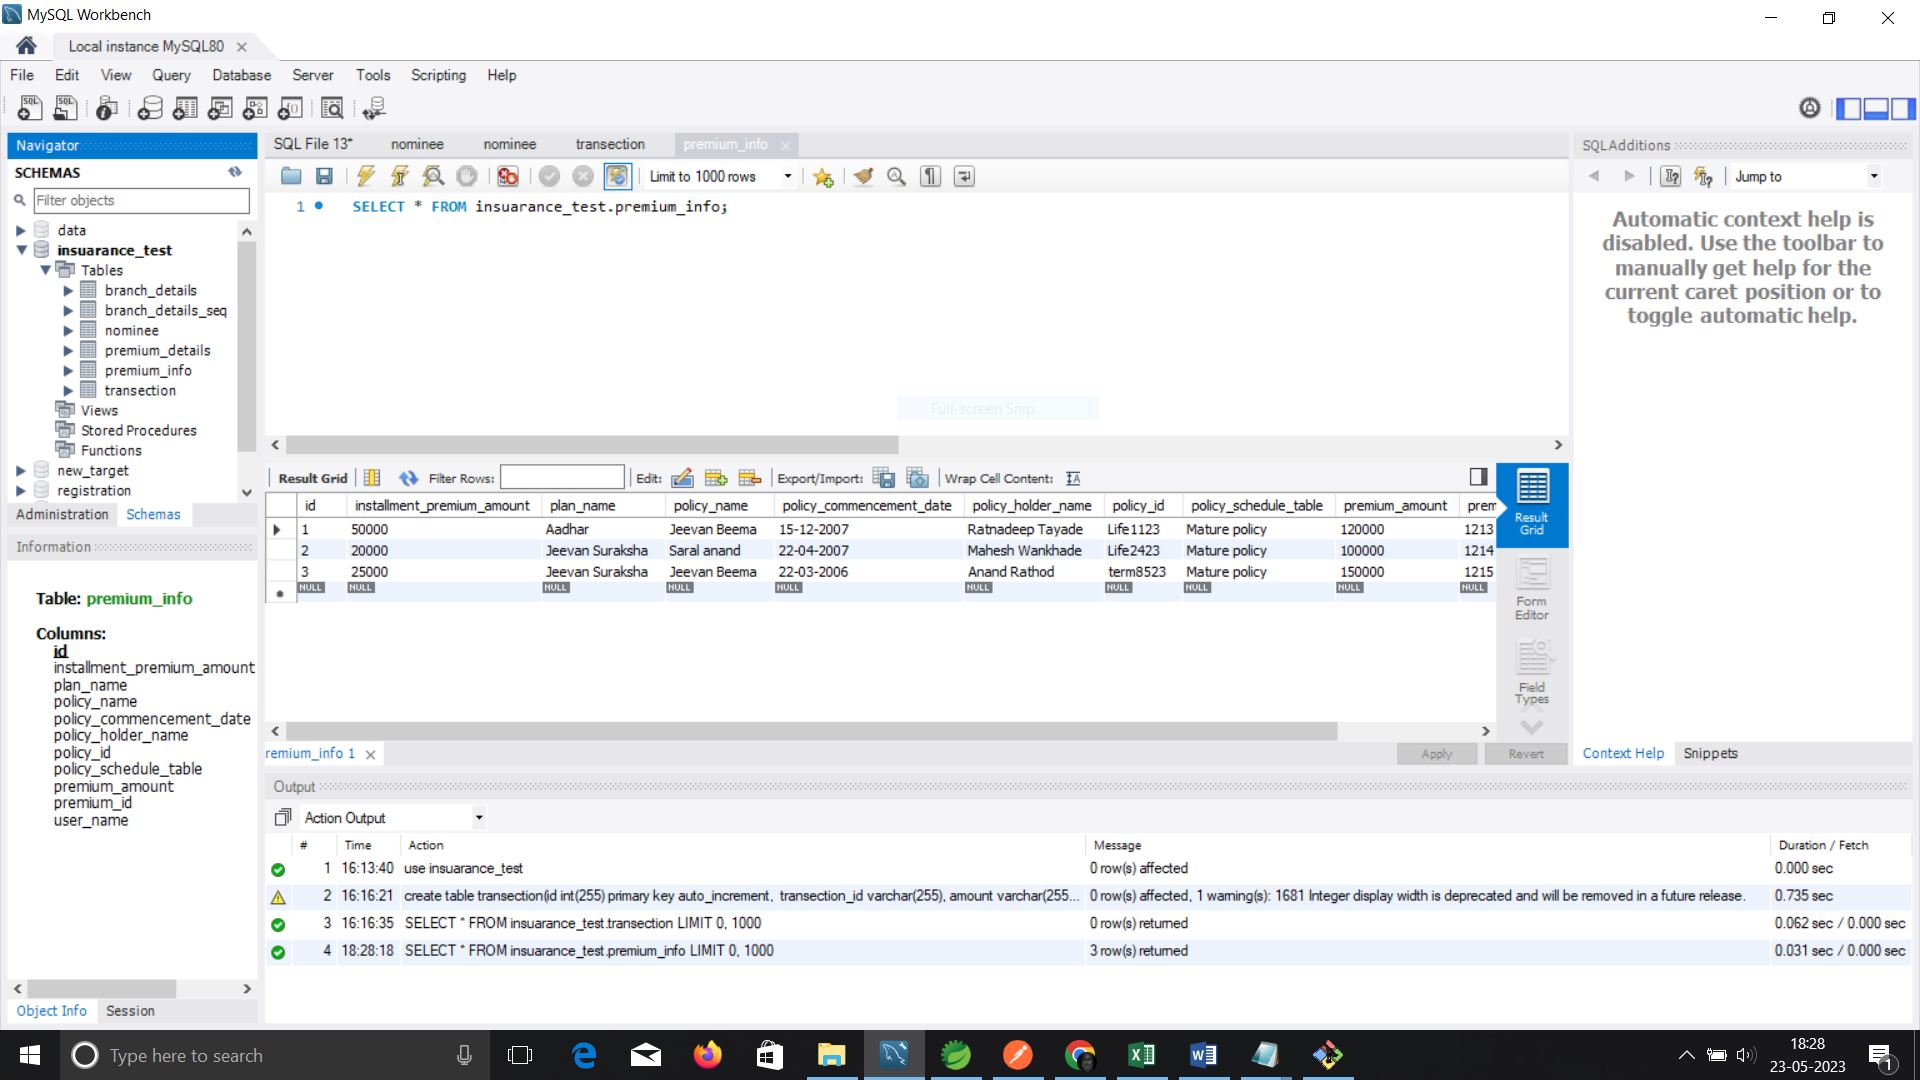 MySQL Workbench
Local instance MySQL80
File Edit View Query Database Server Tools Scripting Help
Navigator
SCHEMAS
Filter objects
data
insuarance_test
Tables
branch_details
branch_details_seq
nominee
premium_details
premium_info
transection
Views
Stored Procedures
Functions
new_target
registration
Administration Schemas
Information
Table: premium_info
Columns:
id
installment_premium_amount
plan_name
policy_name
policy_commencement_date
policy_holder_name
policy_id
policy_schedule_table
premium_amount
premium_id
user_name
Object Info Session
SQL File 13* nominee nominee transection premium_info
Limit to 1000 rows
1 SELECT * FROM insuarance_test.premium_info;
Full-screen Snip
Result Grid Filter Rows: Edit: Export/Import: Wrap Cell Content:
id installment_premium_amount plan_name policy_name policy_commencement_date policy_holder_name policy_id policy_schedule_table premium_amount prem
1 50000 Aadhar Jeevan Beema 15-12-2007 Ratnadeep Tayade Life1123 Mature policy 120000 1213
2 20000 Jeevan Suraksha Saral anand 22-04-2007 Mahesh Wankhade Life2423 Mature policy 100000 1214
3 25000 Jeevan Suraksha Jeevan Beema 22-03-2006 Anand Rathod term8523 Mature policy 150000 1215
NULL NULL NULL NULL NULL NULL NULL NULL NULL NULL
Result
Grid
Form
Editor
Field
Types
remium_info 1
Apply Revert
SQLAdditions
Jump to
Automatic context help is
disabled. Use the toolbar to
manually get help for the
current caret position or to
toggle automatic help.
Context Help Snippets
Output
Action Output
# Time Action Message Duration / Fetch
1 16:13:40 use insuarance_test 0 row(s) affected 0.000 sec
2 16:16:21 create table transection(id int(255) primary key auto_increment, transection_id varchar(255), amount varchar(255... 0 row(s) affected, 1 warning(s): 1681 Integer display width is deprecated and will be removed in a future release. 0.735 sec
3 16:16:35 SELECT * FROM insuarance_test.transection LIMIT 0, 1000 0 row(s) returned 0.062 sec / 0.000 sec
4 18:28:18 SELECT * FROM insuarance_test.premium_info LIMIT 0, 1000 3 row(s) returned 0.031 sec / 0.000 sec
Type here to search
18:28
23-05-2023
1